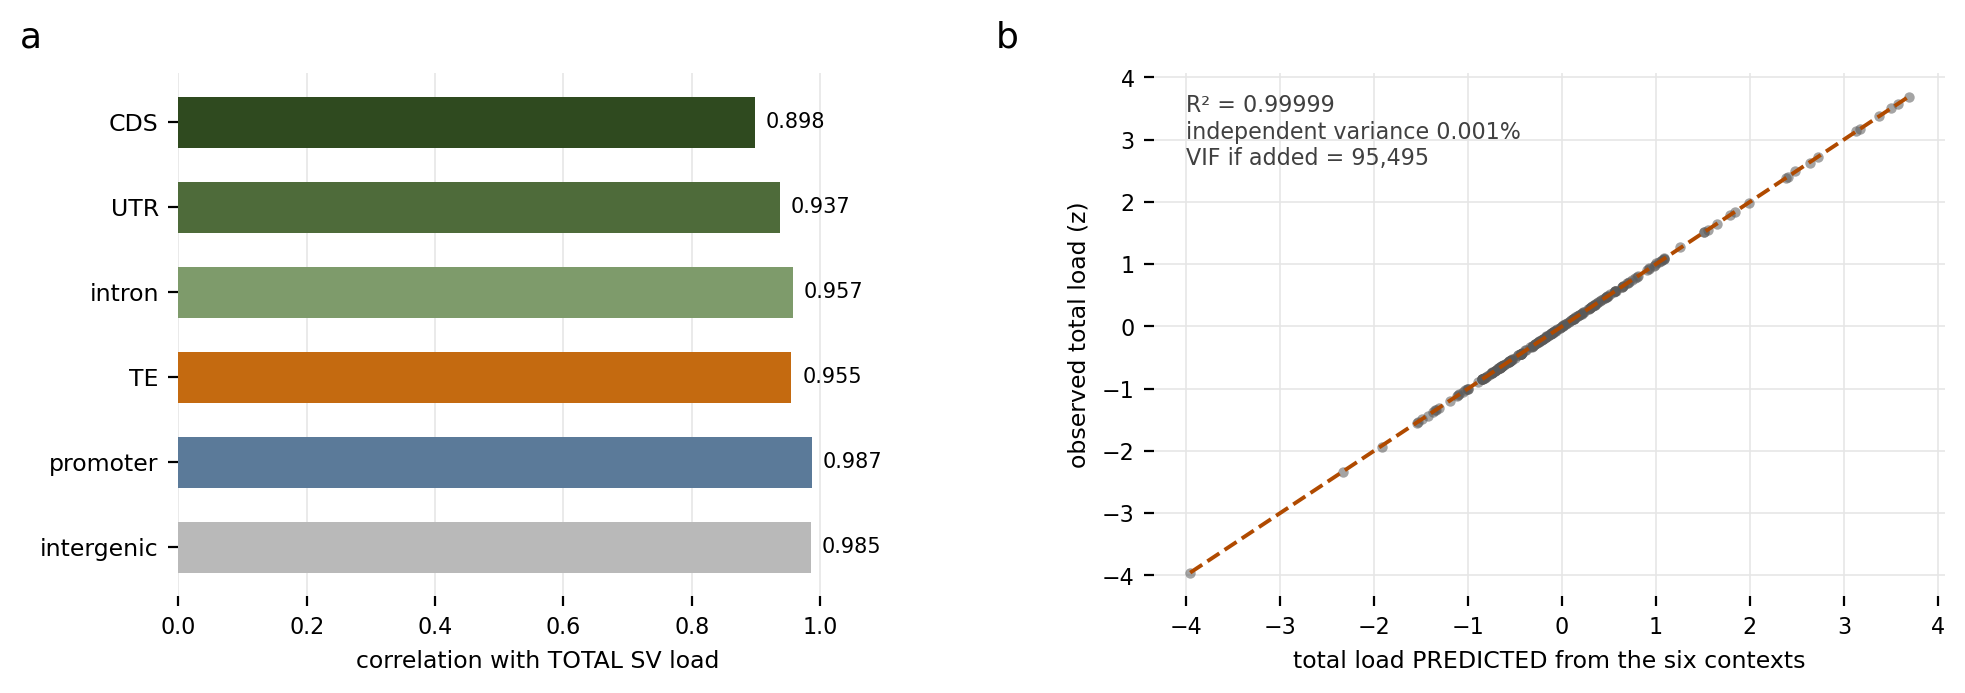 a
CDS
0.898
UTR
0.937
intron
0.957
TE
0.955
promoter
0.987
intergenic
0.985
0.0 0.2 0.4 0.6 0.8 1.0
correlation with TOTAL SV load
b
R² = 0.99999
independent variance 0.001%
VIF if added = 95,495
observed total load (z)
4
3
2
1
0
−1
−2
−3
−4
−4 −3 −2 −1 0 1 2 3 4
total load PREDICTED from the six contexts